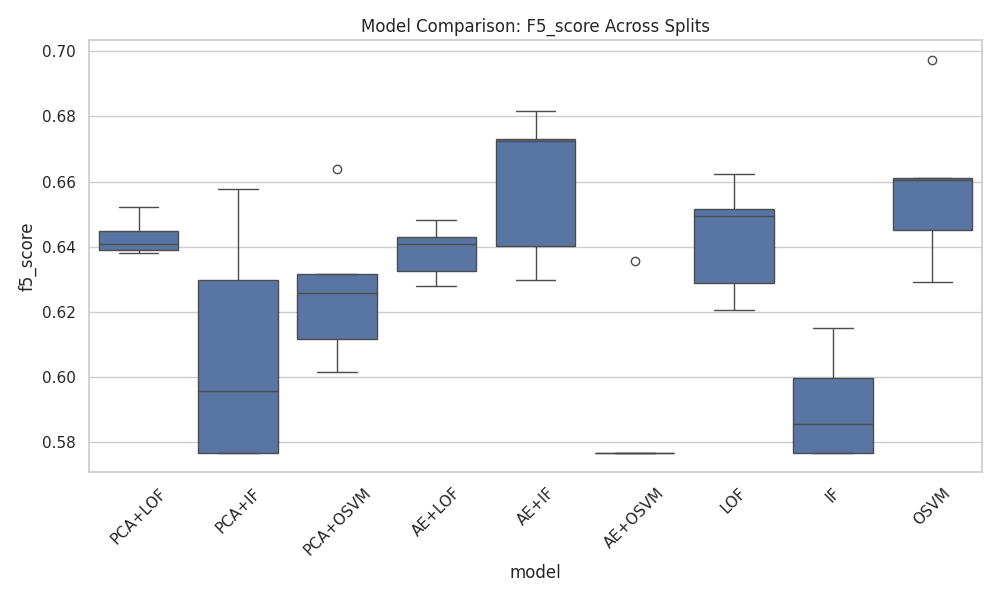 Model Comparison: F5_score Across Splits
0.70
0.68
0.66
0.64
0.62
0.60
0.58
f5_score
PCA+LOF
PCA+IF
PCA+OSVM
AE+LOF
AE+IF
AE+OSVM
LOF
IF
OSVM
model